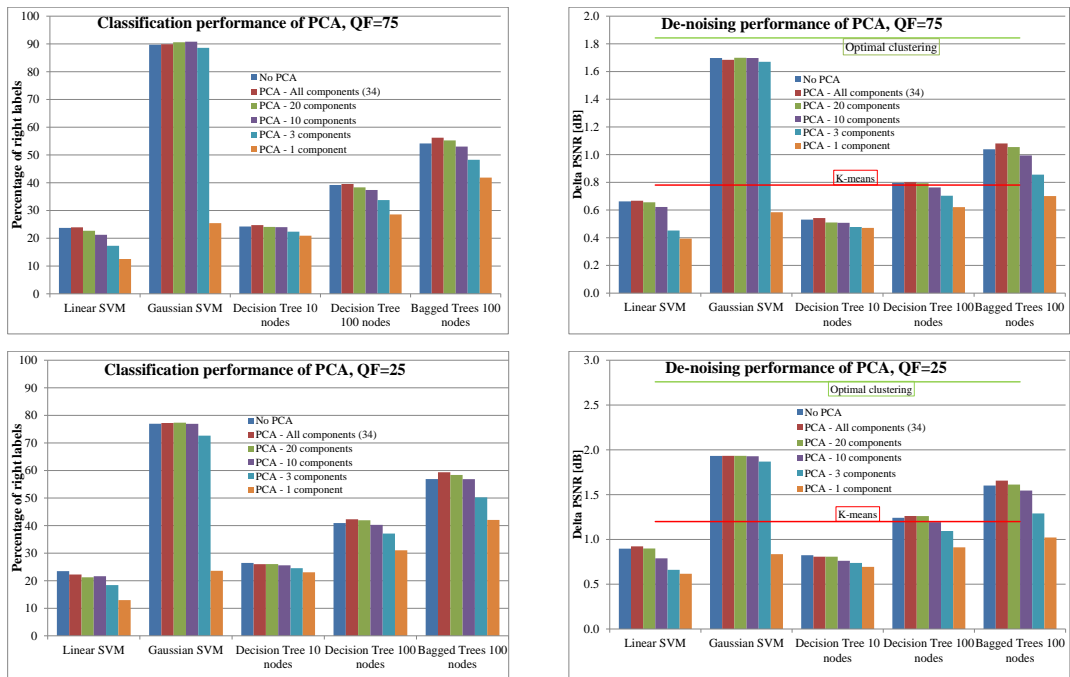 Classification performance of PCA, QF=75
Percentage of right labels
100
90
80
70
60
50
40
30
20
10
0
No PCA
PCA - All components (34)
PCA - 20 components
PCA - 10 components
PCA - 3 component
PCA - 1 component
Linear SVM
Gaussian SVM
Decision Tree 10
nodes
Decision Tree
100 nodes
Bagged Trees 100
nodes
De-noising performance of PCA, QF=75
Delta PSNR [dB]
2.0
1.8
1.6
1.4
1.2
1.0
0.8
0.6
0.4
0.2
0.0
Optimal clustering
No PCA
PCA - All components (34)
PCA - 20 components
PCA - 10 components
PCA - 3 components
PCA - 1 component
K-means
Linear SVM
Gaussian SVM
Decision Tree 10
nodes
Decision Tree 100
nodes
Bagged Trees 100
nodes
Classification performance of PCA, QF=25
Percentage of right labels
100
90
80
70
60
50
40
30
20
10
0
No PCA
PCA - All components (34)
PCA - 20 components
PCA - 10 components
PCA - 3 components
PCA - 1 component
Linear SVM
Gaussian SVM
Decision Tree 10
nodes
Decision Tree 100
nodes
Bagged Trees 100
nodes
De-noising performance of PCA, QF=25
Delta PSNR [dB]
3.0
2.5
2.0
1.5
1.0
0.5
0.0
Optimal clustering
No PCA
PCA - All components (34)
PCA - 20 components
PCA - 10 components
PCA - 3 components
PCA - 1 component
K-means
Linear SVM
Gaussian SVM
Decision Tree 10
nodes
Decision Tree 100
nodes
Bagged Trees 100
nodes